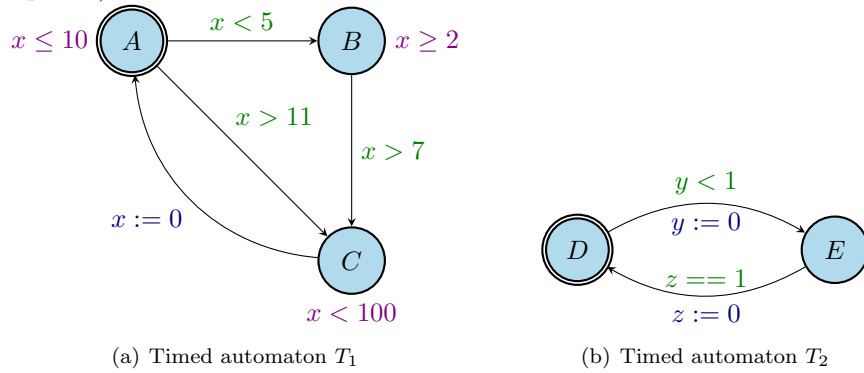 x ≤ 10
A
x < 5
B
x ≥ 2
x > 11
x > 7
x := 0
C
x < 100
y < 1
y := 0
D
E
z == 1
z := 0
(a) Timed automaton T₁
(b) Timed automaton T₂